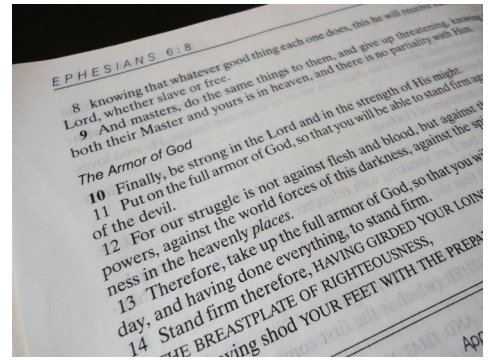 EPHESIANS 6:8
8 knowing that whatever good thing each one does, this he will receive
Lord, whether slave or free.
9 And masters, do the same things to them, and give up threatening, knowing
both their Master and yours is in heaven, and there is no partiality with Him.
The Armor of God
10 Finally, be strong in the Lord and in the strength of His might.
11 Put on the full armor of God, so that you will be able to stand firm
of the devil.
12 For our struggle is not against flesh and blood, but against
powers, against the world forces of this darkness, against the
ness in the heavenly places.
13 Therefore, take up the full armor of God, so that you
day, and having done everything, to stand firm.
14 Stand firm therefore, HAVING GIRDED YOUR LOINS
THE BREASTPLATE OF RIGHTEOUSNESS,
SHOD YOUR FEET WITH THE